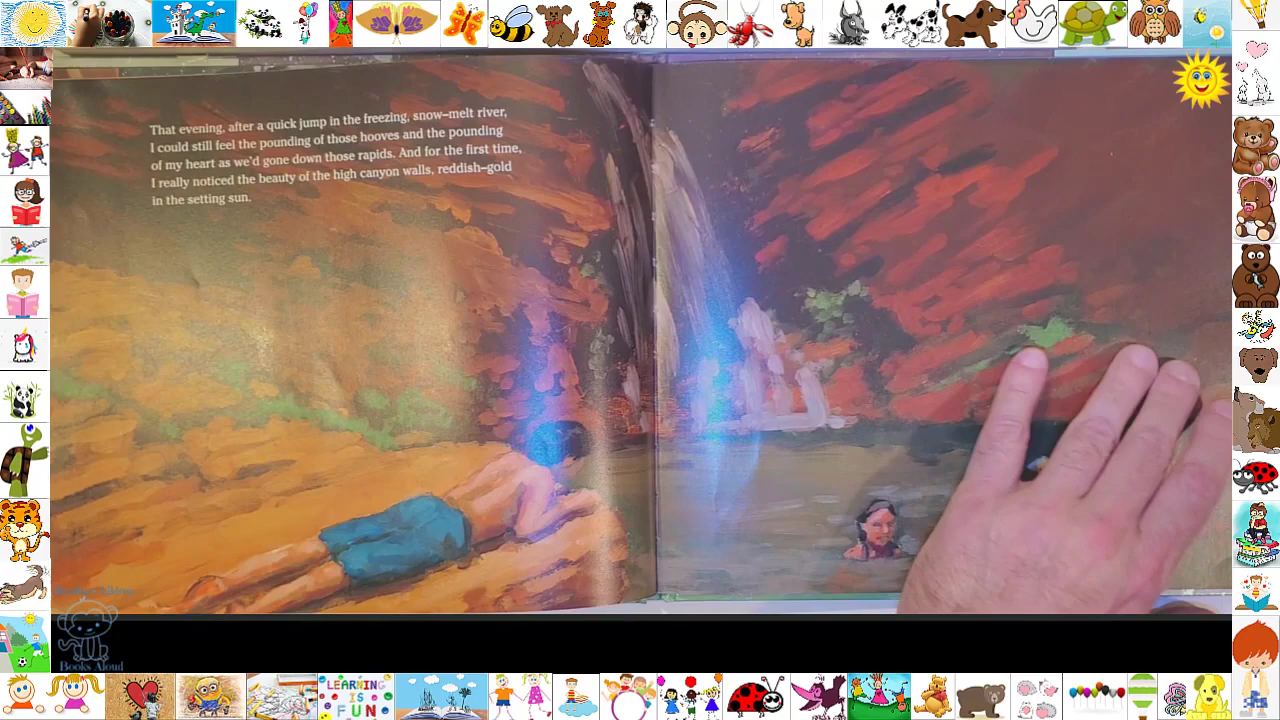 That evening, after a quick jump in the freezing, snow–melt river,
I could still feel the pounding of those hooves and the pounding
of my heart as we'd gone down those rapids. And for the first time,
I really noticed the beauty of the high canyon walls, reddish–gold
in the setting sun.
Books Aloud
LEARNING
IS
FUN